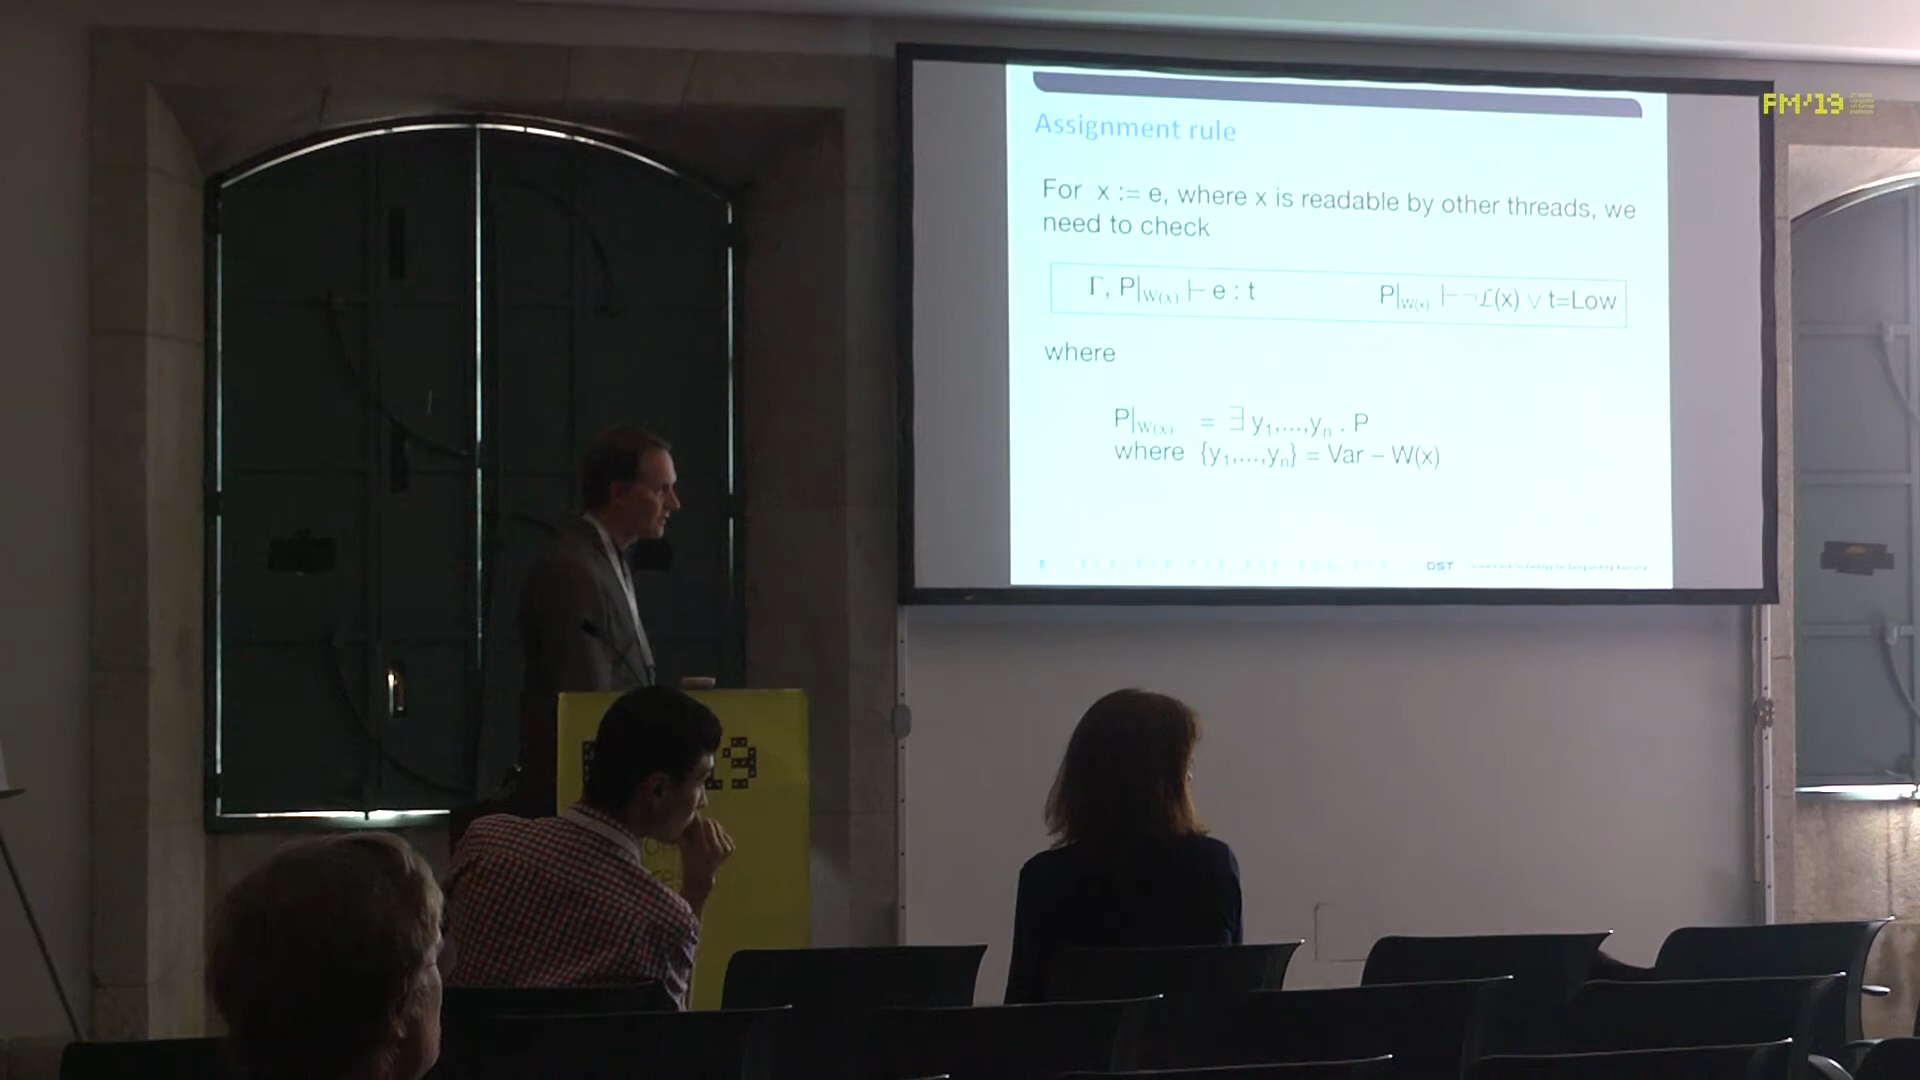 Assignment rule
For x := e, where x is readable by other threads, we
need to check
Γ, P|W(x) ⊢ e : t P|W(x) ⊢ ¬ℒ(x) ∨ t=Low
where
P|W(x) = ∃ y1,...,yn . P
where {y1,...,yn} = Var – W(x)
DST
FM'19
19